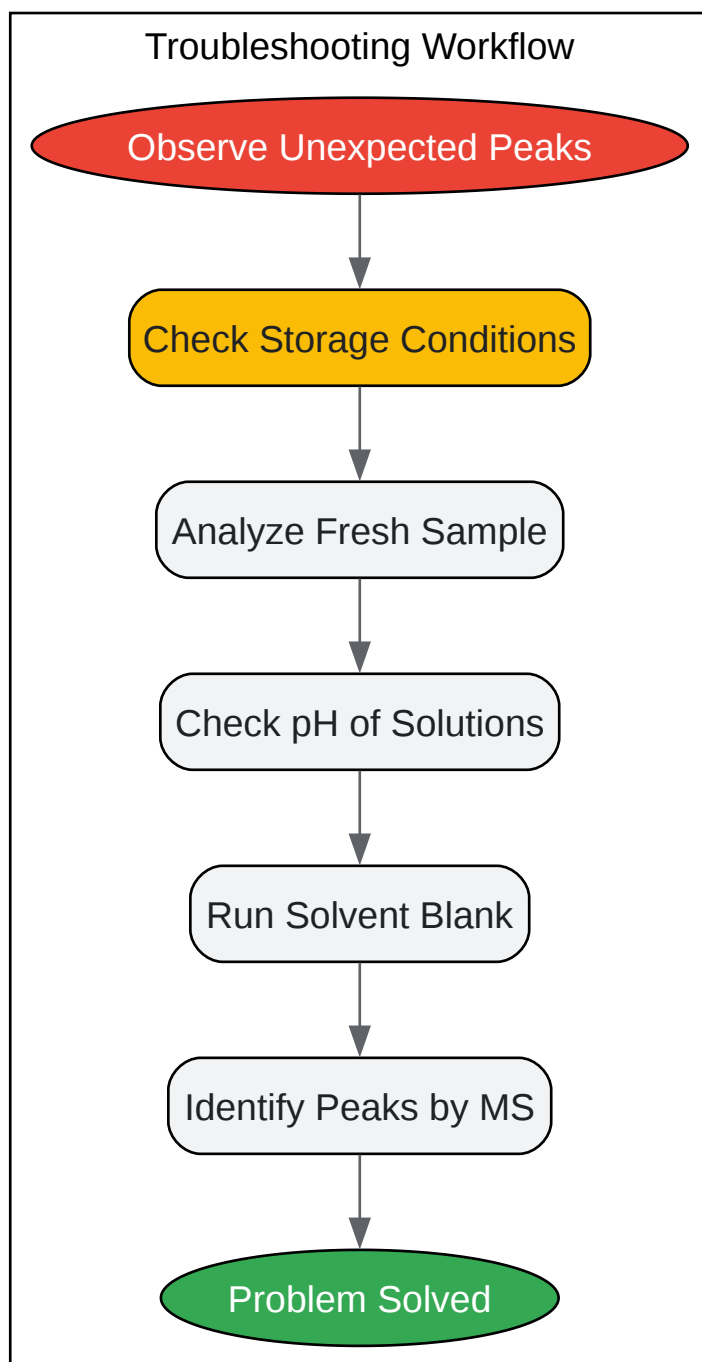 Troubleshooting Workflow
Observe Unexpected Peaks
Check Storage Conditions
Analyze Fresh Sample
Check pH of Solutions
Run Solvent Blank
Identify Peaks by MS
Problem Solved